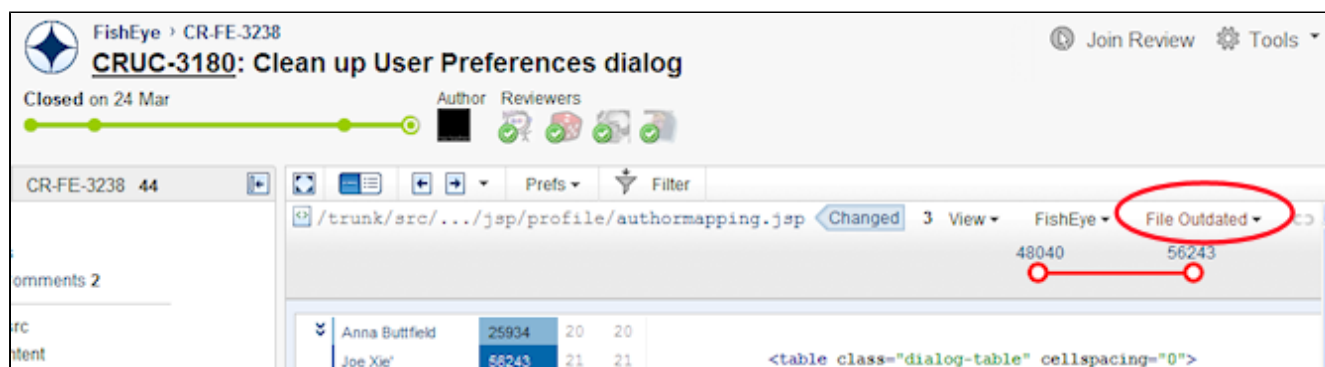 FishEye › CR-FE-3238
CRUC-3180: Clean up User Preferences dialog
Join Review Tools
Closed on 24 Mar
Author Reviewers
CR-FE-3238 44
Prefs Filter
/trunk/src/.../jsp/profile/authormapping.jsp Changed 3 View FishEye File Outdated
48040 56243
omments 2
rc
ntent
Anna Buttfield 25934 20 20
Joe Xie' 56243 21 21 <table class="dialog-table" cellspacing="0">